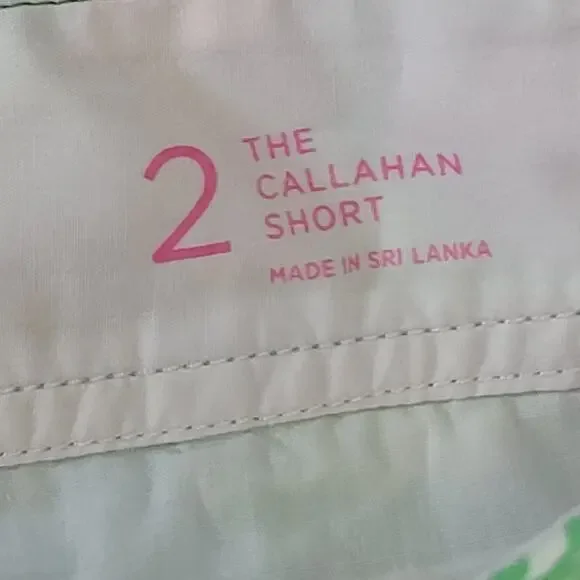 2
THE
CALLAHAN
SHORT
MADE IN SRI LANKA